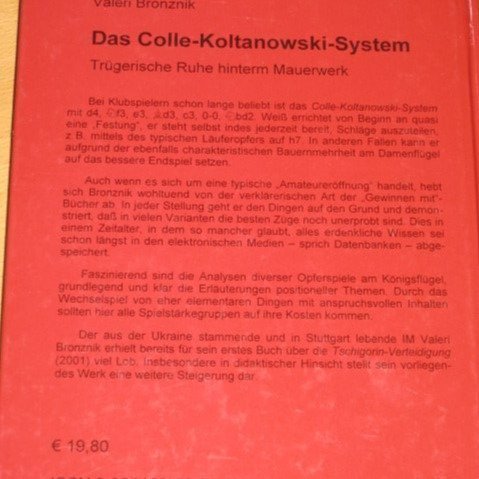 Valeri Bronznik
Das Colle-Koltanowski-System
Trügerische Ruhe hinterm Mauerwerk
Bei Klubspielern schon lange beliebt ist das Colle-Koltanowski-System
mit d4, ♘f3, e3, ♗d3, c3, 0-0, ♘bd2. Weiß errichtet von Beginn an quasi
eine „Festung“, er steht selbst indes jederzeit bereit, Schläge auszuteilen,
z.B. mittels des typischen Läuferopfers auf h7. In anderen Fällen kann er
aufgrund der ebenfalls charakteristischen Bauernmehrheit am Damenflügel
auf das bessere Endspiel setzen.
Auch wenn es sich um eine typische „Amateureröffnung“ handelt, hebt
sich Bronznik wohltuend von der verklärerischen Art der „Gewinnen mit“-
Bücher ab. In jeder Stellung geht er den Dingen auf den Grund und demon-
striert, daß in vielen Varianten die besten Züge noch unerprobt sind. Dies in
einem Zeitalter, in dem so mancher glaubt, alles erdenkliche Wissen sei
schon längst in den elektronischen Medien – sprich Datenbanken – abge-
speichert.
Faszinierend sind die Analysen diverser Opferspiele am Königsflügel,
grundlegend und klar die Erläuterungen positioneller Themen. Durch das
Wechselspiel von eher elementaren Dingen mit anspruchsvollen Inhalten
sollten hier alle Spielstärkegruppen auf ihre Kosten kommen.
Der aus der Ukraine stammende und in Stuttgart lebende IM Valeri
Bronznik erhielt bereits für sein erstes Buch über die Tschigorin-Verteidigung
(2001) viel Lob. Insbesondere in didaktischer Hinsicht stellt sein vorliegen-
des Werk eine weitere Steigerung dar.
€ 19,80